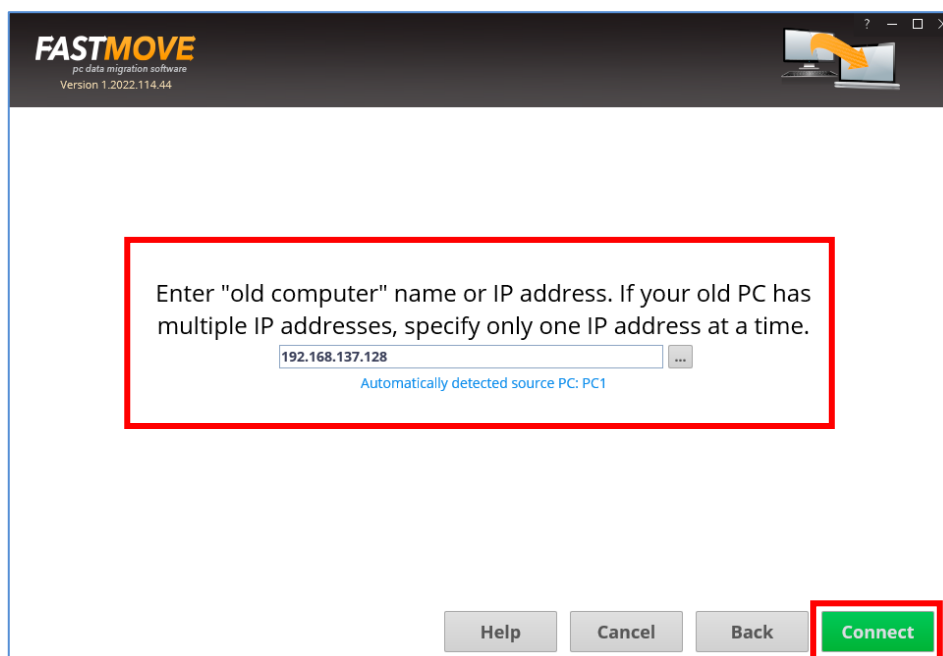 FASTMOVE
pc data migration software
Version 1.2022.114.44
?
Enter "old computer" name or IP address. If your old PC has
multiple IP addresses, specify only one IP address at a time.
192.168.137.128
...
Automatically detected source PC: PC1
Help Cancel Back Connect